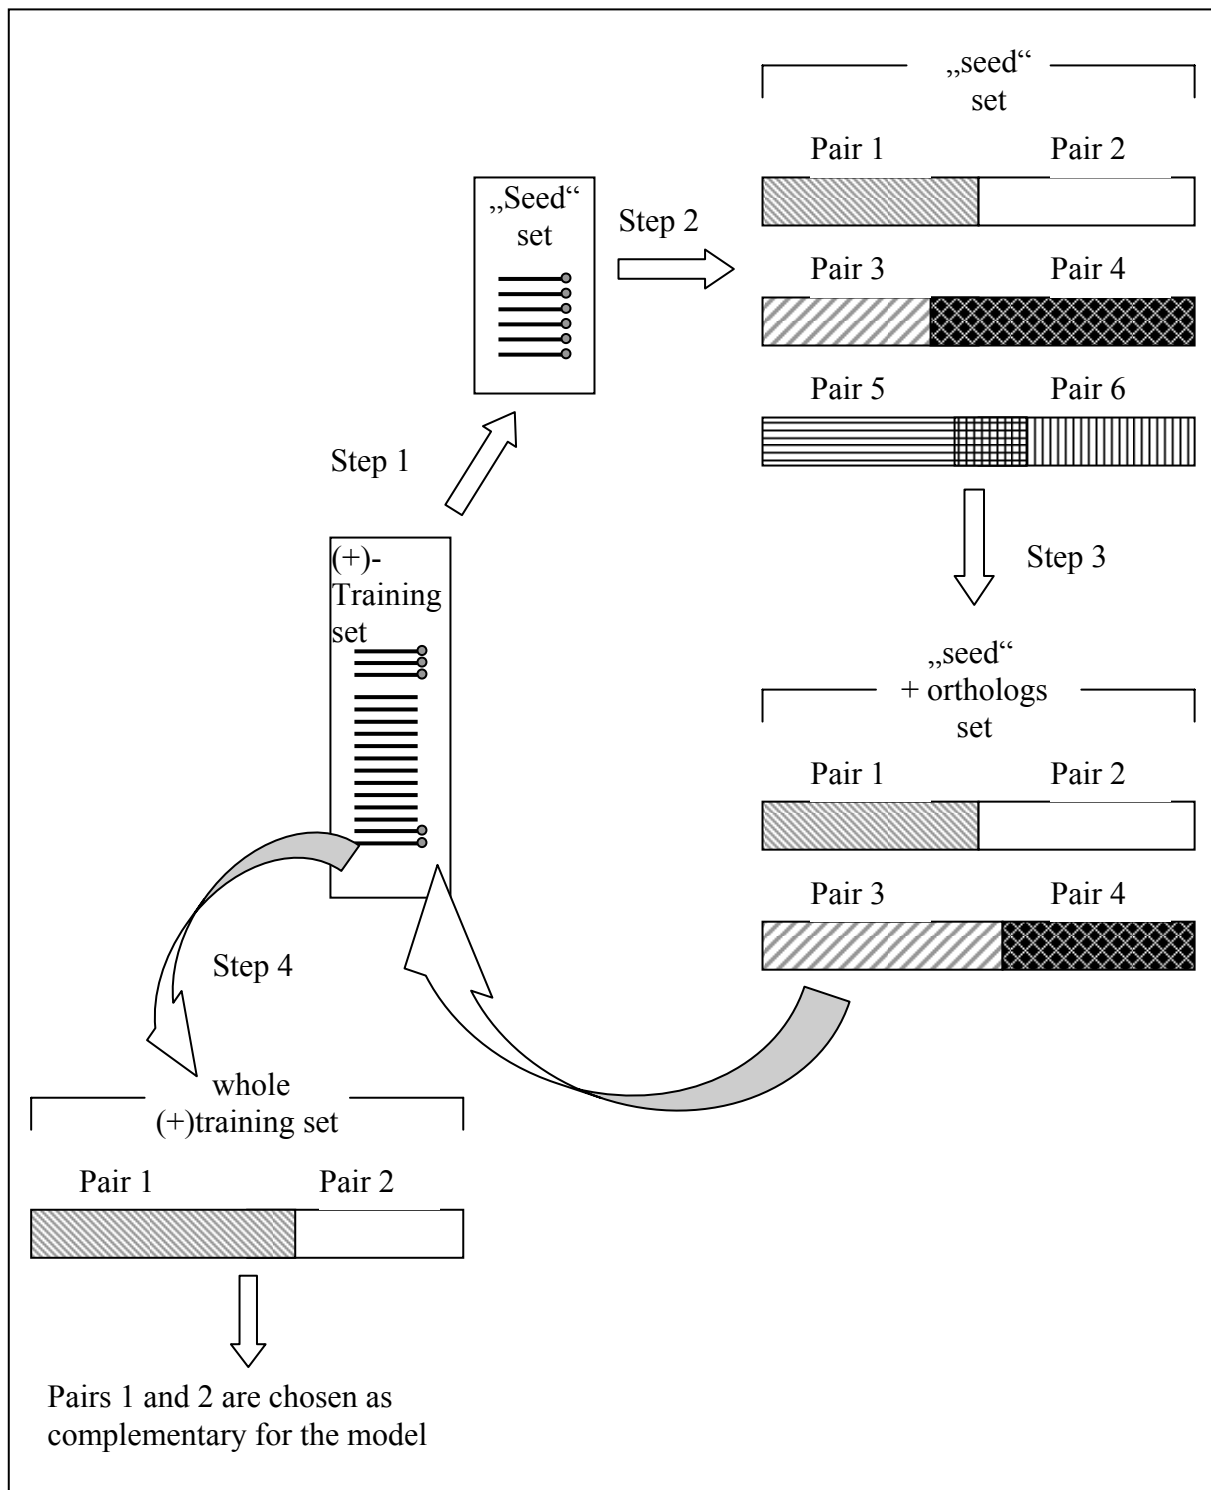 „seed“
set
Pair 1 Pair 2
„Seed“
set
Step 2
Pair 3 Pair 4
Pair 5 Pair 6
Step 1
(+)-
Training
set
Step 3
„seed“
+ orthologs
set
Pair 1 Pair 2
Pair 3 Pair 4
Step 4
whole
(+)training set
Pair 1 Pair 2
Pairs 1 and 2 are chosen as
complementary for the model